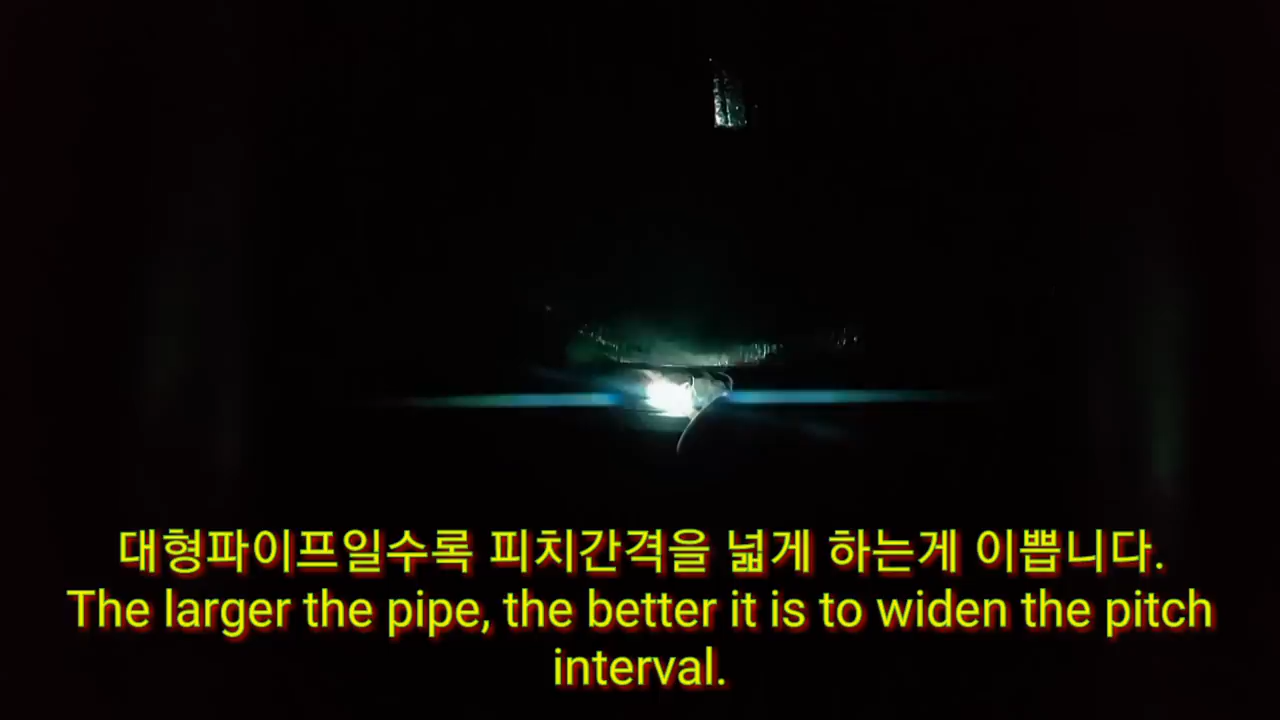 대형파이프일수록 피치간격을 넓게 하는게 이쁩니다.
The larger the pipe, the better it is to widen the pitch
interval.